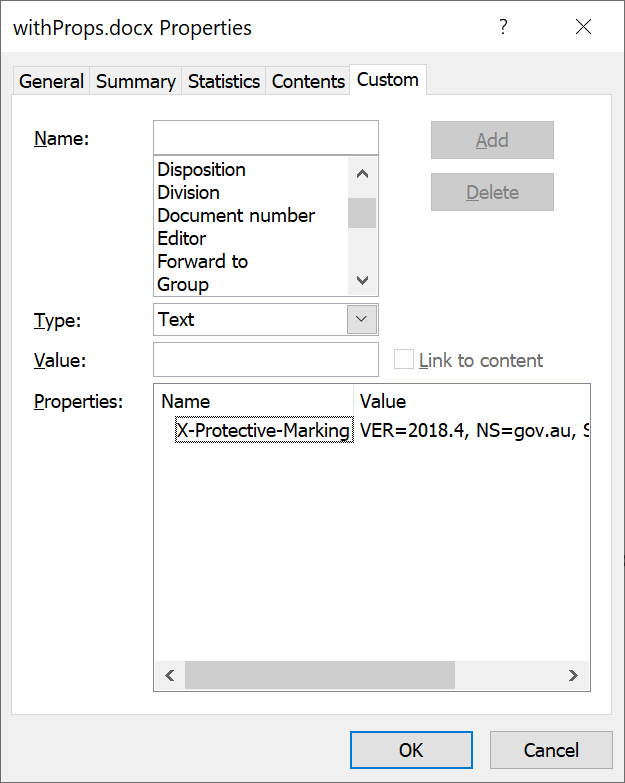 withProps.docx Properties ?
General Summary Statistics Contents Custom
Name: Add
Disposition
Division
Document number
Editor
Forward to
Group
Delete
Type: Text
Value: Link to content
Properties: Name Value
X-Protective-Marking VER=2018.4, NS=gov.au, S
OK Cancel